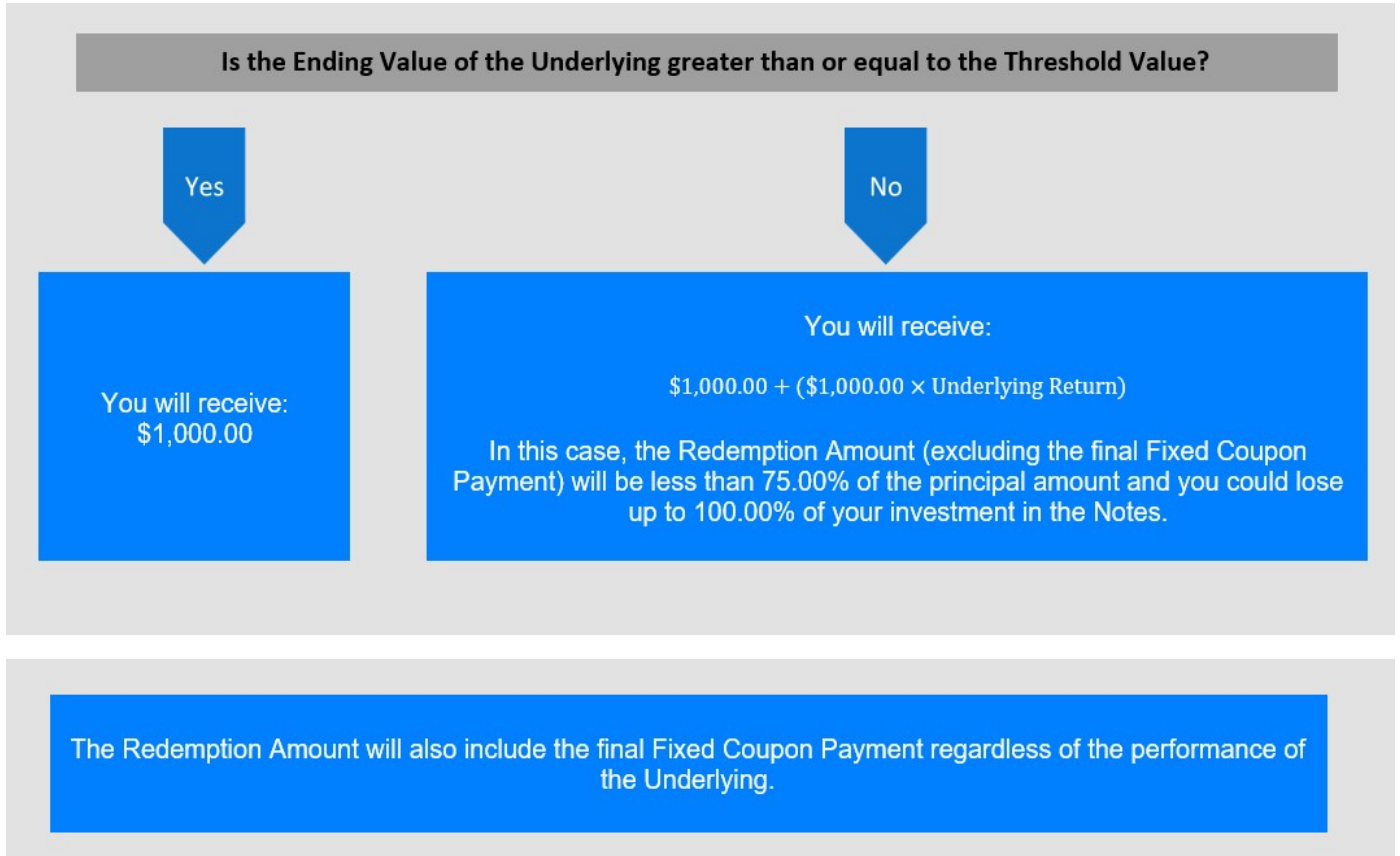 Is the Ending Value of the Underlying greater than or equal to the Threshold Value?
Yes
No
You will receive:
$1,000.00
You will receive:
$1,000.00 + ($1,000.00 × Underlying Return)
In this case, the Redemption Amount (excluding the final Fixed Coupon
Payment) will be less than 75.00% of the principal amount and you could lose
up to 100.00% of your investment in the Notes.
The Redemption Amount will also include the final Fixed Coupon Payment regardless of the performance of
the Underlying.